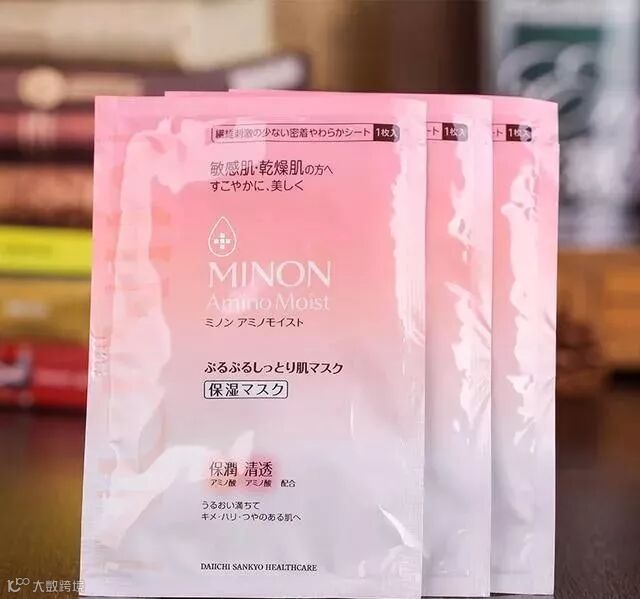 繊維刺激の少ない密着やわらかシート 1枚入
ート 1枚入
1枚入
敏感肌・乾燥肌の方へ
すこやかに、美しく
MINON
Amino Moist
ミノン アミノモイスト
ぷるぷるしっとり肌マスク
保湿マスク
保潤 清透
アミノ酸 アミノ酸 配合
うるおい満ちて
キメ・ハリ・つやのある肌へ
DAIICHI SANKYO HEALTHCARE
大数跨境